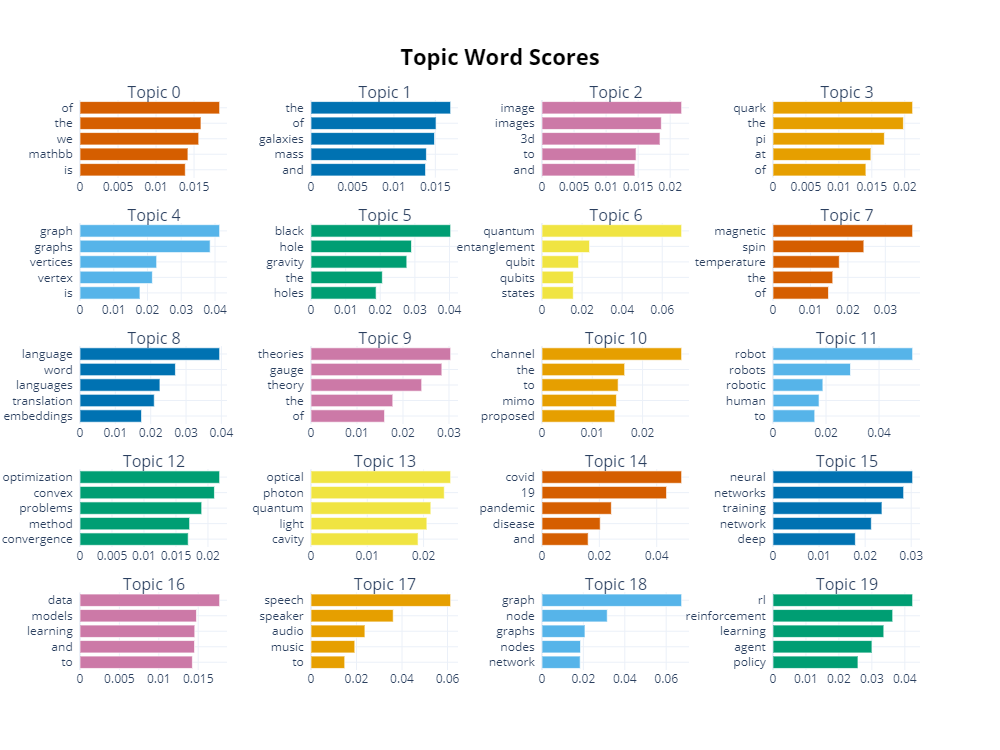 Topic Word Scores
Topic 0 Topic 1 Topic 2 Topic 3
of the image quark
the of images the
we galaxies 3d pi
mathbb mass to at
is and and of
0 0.005 0.01 0.015 0 0.005 0.01 0.015 0 0.005 0.01 0.015 0.02 0 0.005 0.01 0.015 0.02
Topic 4 Topic 5 Topic 6 Topic 7
graph black quantum magnetic
graphs hole entanglement spin
vertices gravity qubit temperature
vertex the qubits the
is holes states of
0 0.01 0.02 0.03 0.04 0 0.01 0.02 0.03 0.04 0 0.02 0.04 0.06 0 0.01 0.02 0.03
Topic 8 Topic 9 Topic 10 Topic 11
language theories channel robot
word gauge the robots
languages theory to robotic
translation the mimo human
embeddings of proposed to
0 0.01 0.02 0.03 0.04 0 0.01 0.02 0.03 0 0.01 0.02 0 0.02 0.04
Topic 12 Topic 13 Topic 14 Topic 15
optimization optical covid neural
convex photon 19 networks
problems quantum pandemic training
method light disease network
convergence cavity and deep
0 0.005 0.01 0.015 0.02 0 0.01 0.02 0 0.02 0.04 0 0.01 0.02 0.03
Topic 16 Topic 17 Topic 18 Topic 19
data speech graph rl
models speaker node reinforcement
learning audio graphs learning
and music nodes agent
to to network policy
0 0.005 0.01 0.015 0 0.02 0.04 0.06 0 0.02 0.04 0.06 0 0.01 0.02 0.03 0.04